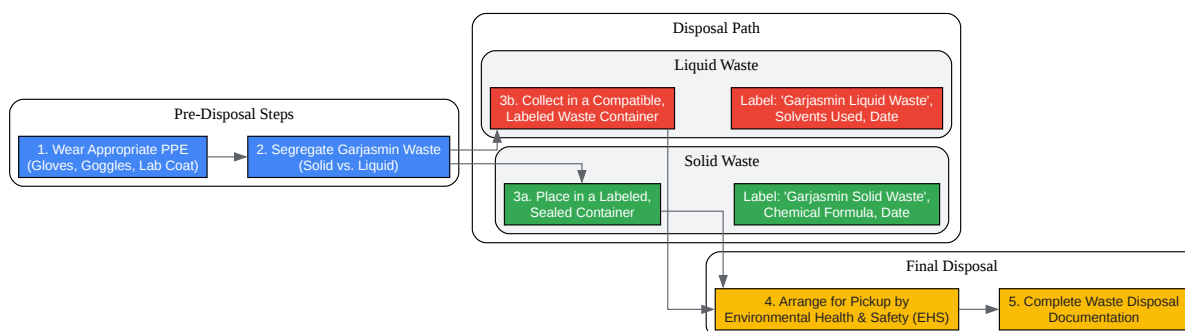 Disposal Path
Liquid Waste
3b. Collect in a Compatible,
Labeled Waste Container
Label: 'Garjasmin Liquid Waste',
Solvents Used, Date
Pre-Disposal Steps
1. Wear Appropriate PPE
(Gloves, Goggles, Lab Coat)
2. Segregate Garjasmin Waste
(Solid vs. Liquid)
Solid Waste
3a. Place in a Labeled,
Sealed Container
Label: 'Garjasmin Solid Waste',
Chemical Formula, Date
Final Disposal
4. Arrange for Pickup by
Environmental Health & Safety (EHS)
5. Complete Waste Disposal
Documentation